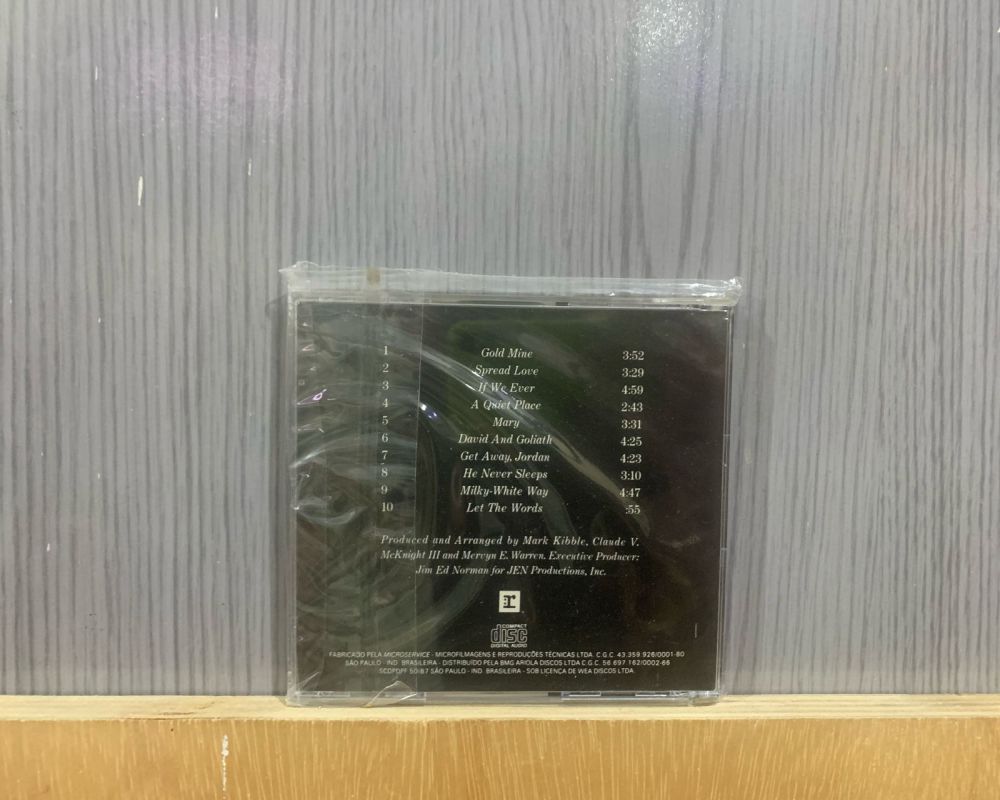 1 Gold Mine 3:52
2 Spread Love 3:29
3 If We Ever 4:59
4 A Quiet Place 2:43
5 Mary 3:31
6 David And Goliath 4:25
7 Get Away, Jordan 4:23
8 He Never Sleeps 3:10
9 Milky-White Way 4:47
10 Let The Words :55
Produced and Arranged by Mark Kibble, Claude V.
McKnight III and Mervyn E. Warren. Executive Producer:
Jim Ed Norman for JEN Productions, Inc.
r
COMPACT
disc
DIGITAL AUDIO
FABRICADO PELA MICROSERVICE - MICROFILMAGENS E REPRODUÇÕES TÉCNICAS LTDA. C.G.C. 43.359.926/0001-80
SÃO PAULO - IND. BRASILEIRA - DISTRIBUÍDO PELA BMG ARIOLA DISCOS LTDA C.G.C. 56 697 162/0002-66
50/87 SÃO PAULO - IND. BRASILEIRA - SOB LICENÇA DE WEA DISCOS LTDA.